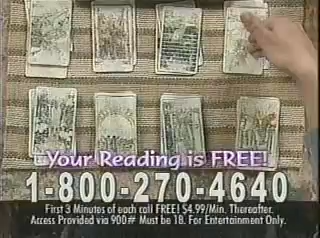 Your Reading is FREE!
1-800-270-4640
First 3 Minutes of each call FREE! $4.99/Min. Thereafter.
Access Provided via 900# Must be 18. For Entertainment Only.